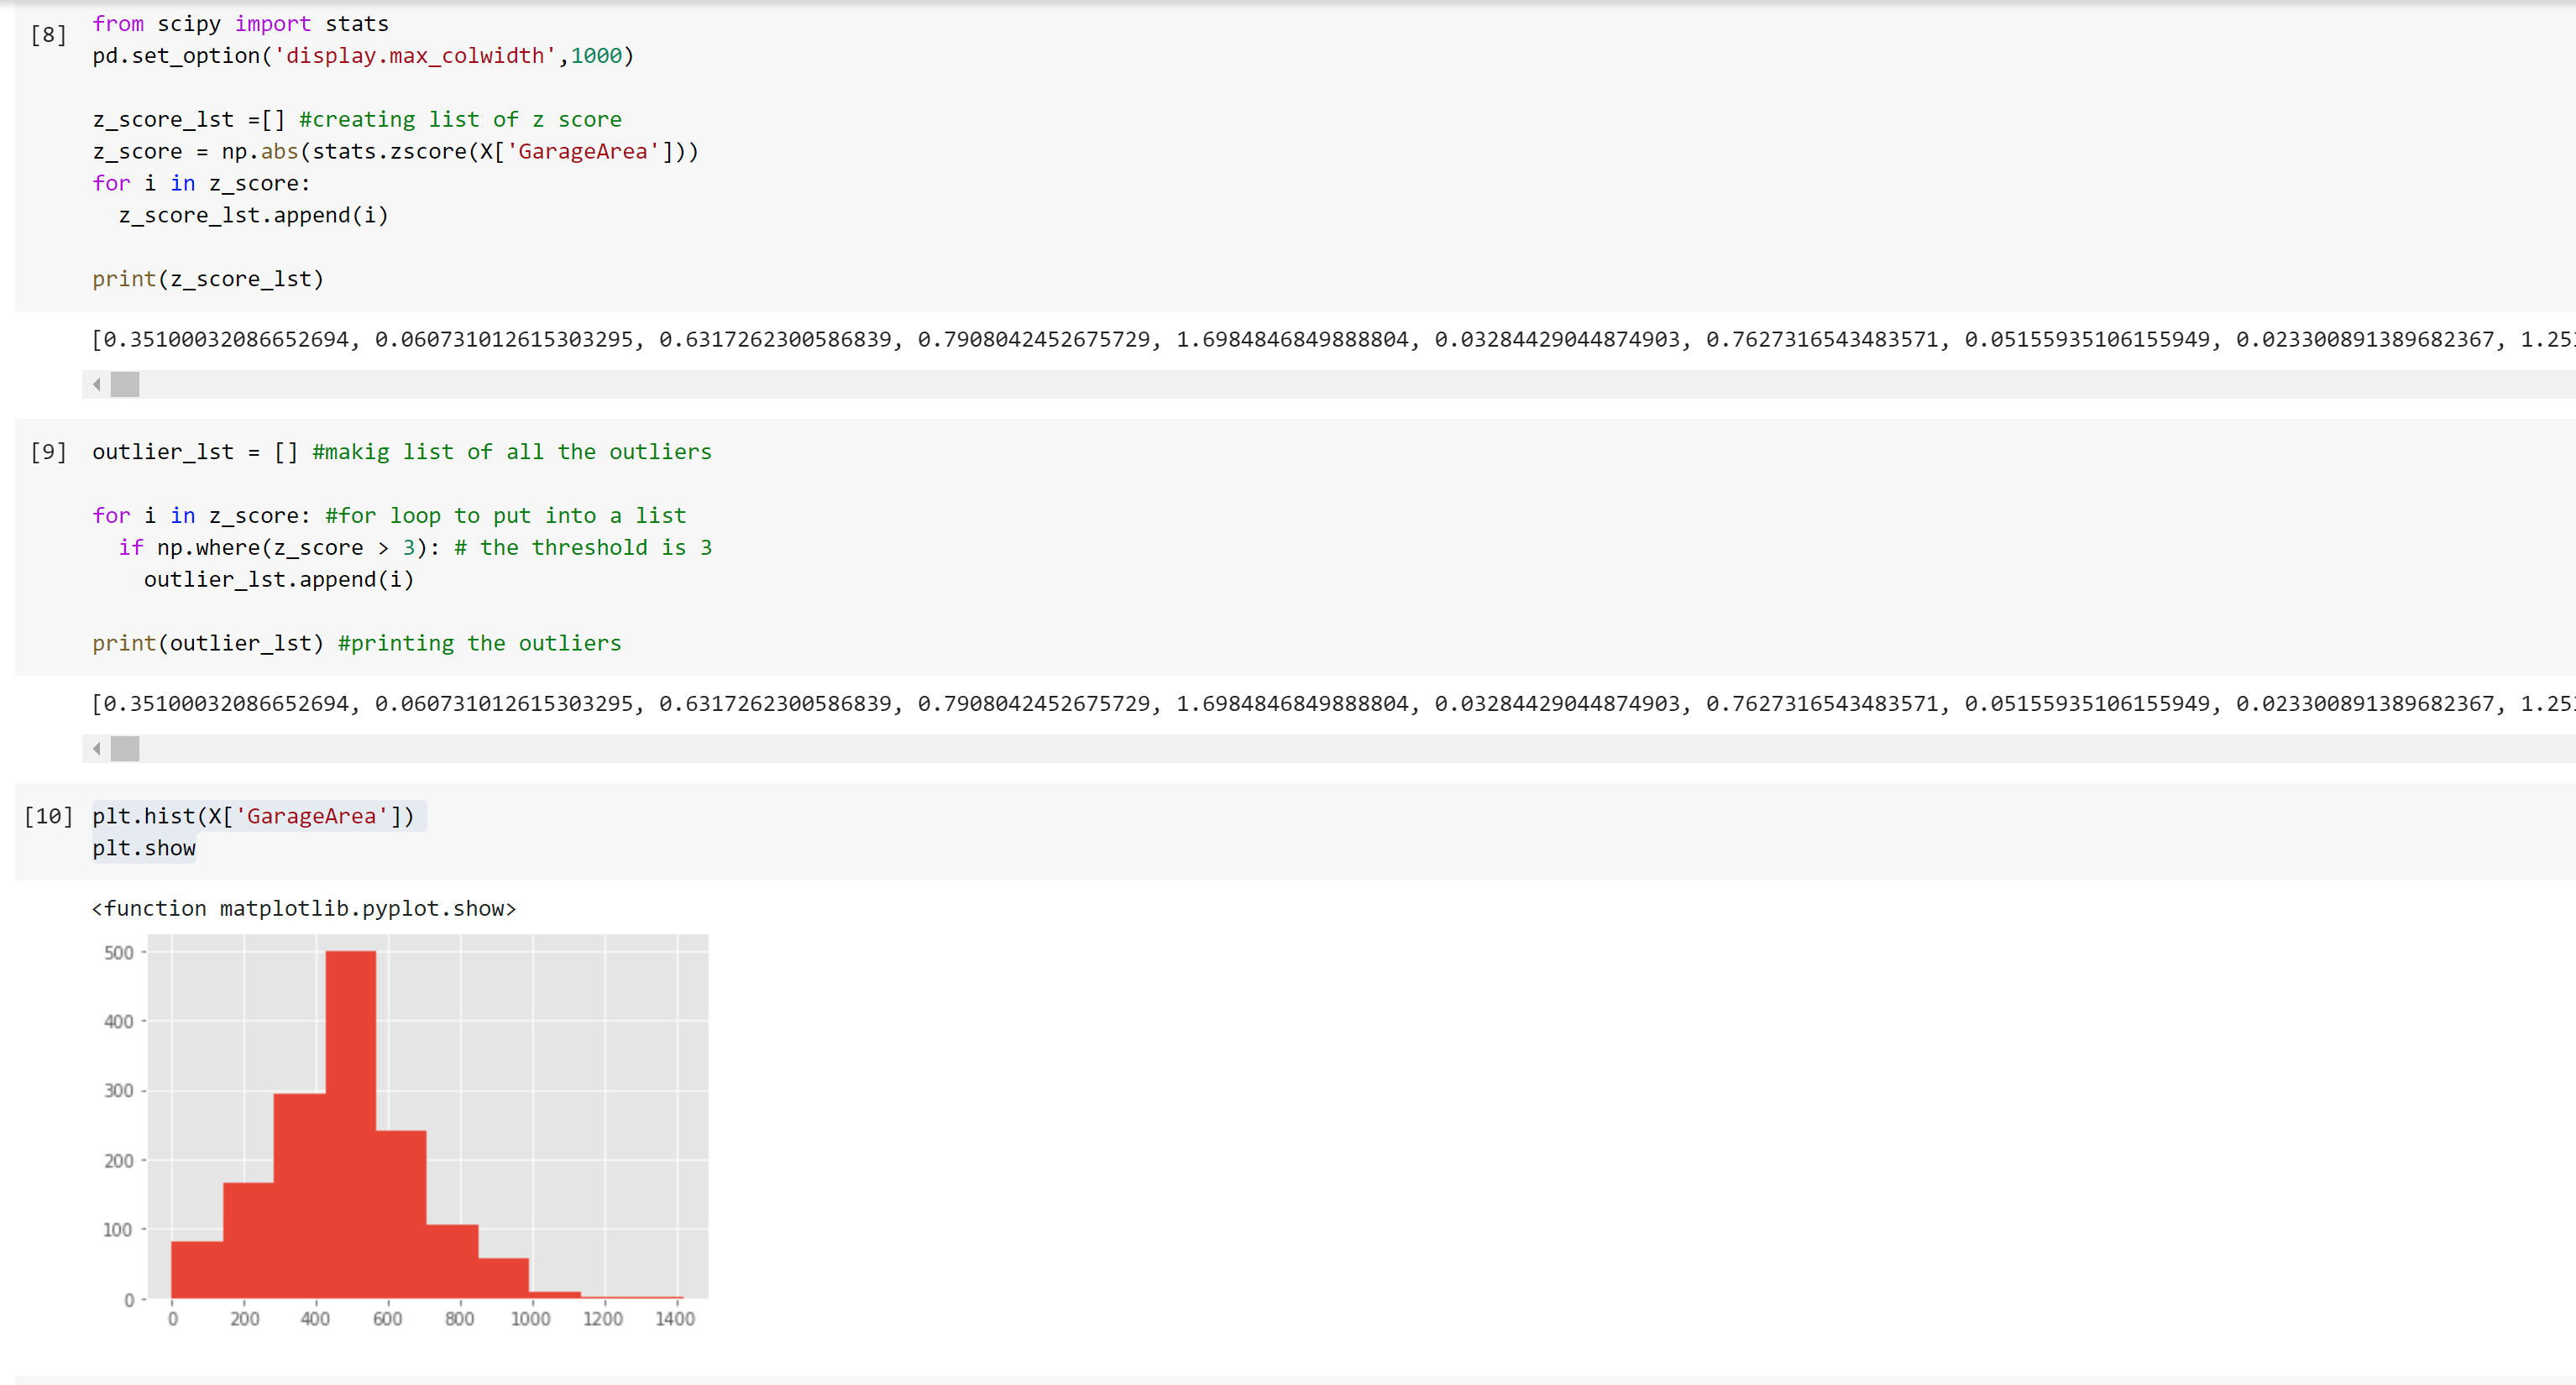 [8] from scipy import stats
pd.set_option('display.max_colwidth',1000)
z_score_lst =[] #creating list of z score
z_score = np.abs(stats.zscore(X['GarageArea']))
for i in z_score:
  z_score_lst.append(i)
print(z_score_lst)
[0.35100032086652694, 0.060731012615303295, 0.6317262300586839, 0.7908042452675729, 1.6984846849888804, 0.03284429044874903, 0.7627316543483571, 0.05155935106155949, 0.023300891389682367, 1.25
[9] outlier_lst = [] #makig list of all the outliers
for i in z_score: #for loop to put into a list
  if np.where(z_score > 3): # the threshold is 3
    outlier_lst.append(i)
print(outlier_lst) #printing the outliers
[0.35100032086652694, 0.060731012615303295, 0.6317262300586839, 0.7908042452675729, 1.6984846849888804, 0.03284429044874903, 0.7627316543483571, 0.05155935106155949, 0.023300891389682367, 1.25
[10] plt.hist(X['GarageArea'])
plt.show
<function matplotlib.pyplot.show>
500
400
300
200
100
0
0 200 400 600 800 1000 1200 1400